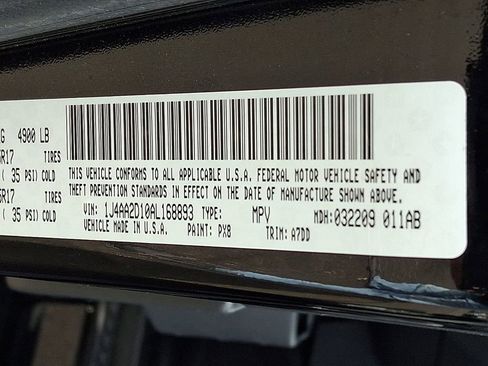 G 4900 LB
R17 TIRES
( 35 PSI) COLD
R17 TIRES
( 35 PSI) COLD
THIS VEHICLE CONFORMS TO ALL APPLICABLE U.S.A. FEDERAL MOTOR VEHICLE SAFETY AND
THEFT PREVENTION STANDARDS IN EFFECT ON THE DATE OF MANUFACTURE SHOWN ABOVE.
VIN: 1J4AA2D10AL168893 TYPE: MPV MDH:032209 011AB
VEHICLE MADE IN U.S.A. PAINT: PX8 TRIM: A7DD